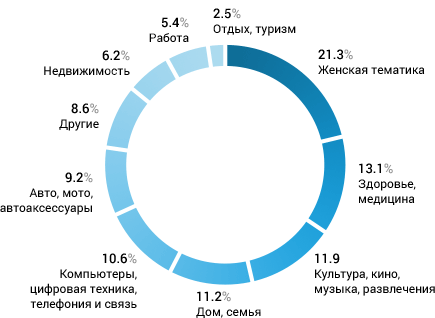 2.5%
Отдых, туризм
21.3%
Женская тематика
13.1%
Здоровье,
медицина
11.9
Культура, кино,
музыка, развлечения
11.2%
Дом, семья
10.6%
Компьютеры,
цифровая техника,
телефония и связь
9.2%
Авто, мото,
автоаксессуары
8.6%
Другие
6.2%
Недвижимость
5.4%
Работа